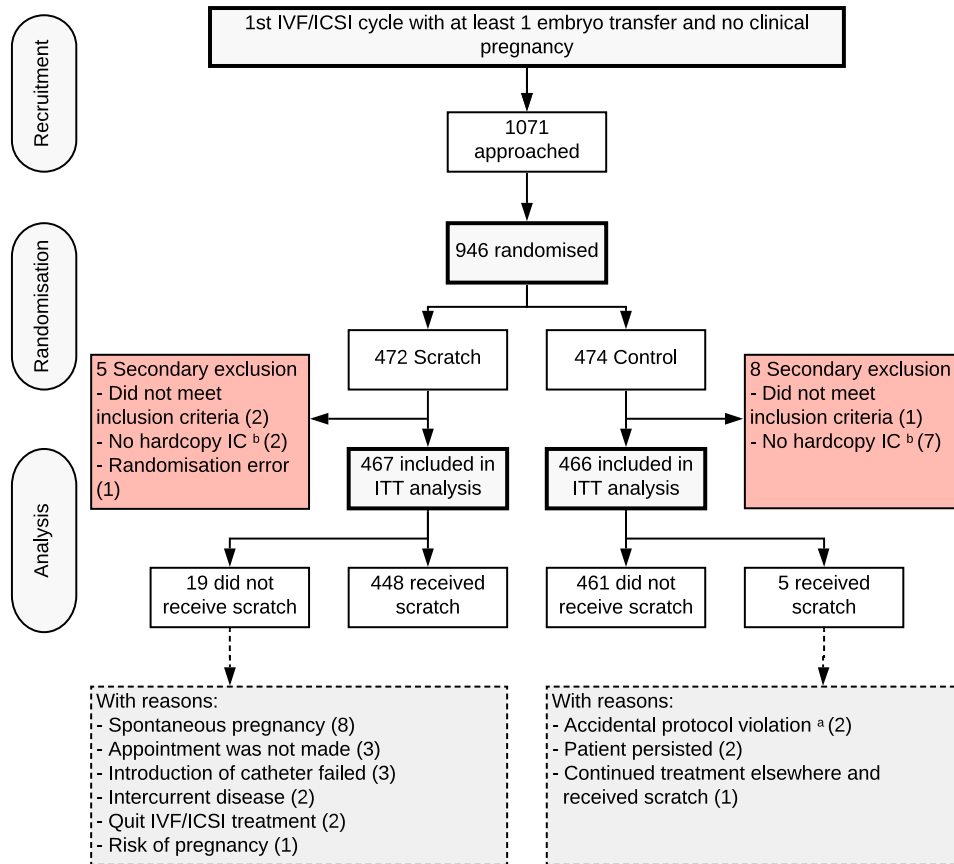 Recruitment
1st IVF/ICSI cycle with at least 1 embryo transfer and no clinical
pregnancy
1071
approached
Randomisation
946 randomised
472 Scratch
474 Control
5 Secondary exclusion
- Did not meet
inclusion criteria (2)
- No hardcopy IC ᵇ (2)
- Randomisation error
(1)
8 Secondary exclusion
- Did not meet
inclusion criteria (1)
- No hardcopy IC ᵇ (7)
Analysis
467 included in
ITT analysis
466 included in
ITT analysis
19 did not
receive scratch
448 received
scratch
461 did not
receive scratch
5 received
scratch
With reasons:
- Spontaneous pregnancy (8)
- Appointment was not made (3)
- Introduction of catheter failed (3)
- Intercurrent disease (2)
- Quit IVF/ICSI treatment (2)
- Risk of pregnancy (1)
With reasons:
- Accidental protocol violation ᵃ (2)
- Patient persisted (2)
- Continued treatment elsewhere and
received scratch (1)